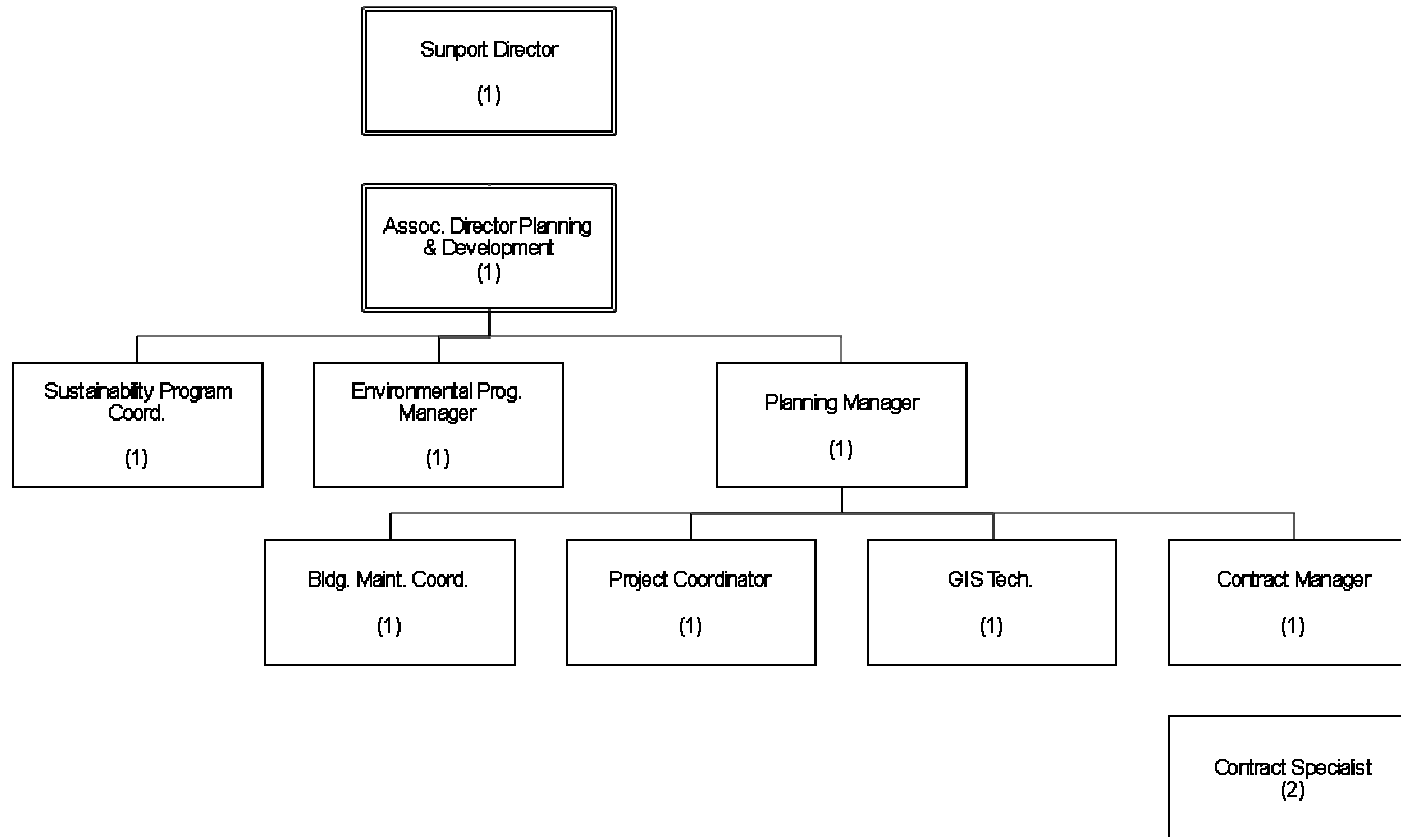 Sunport Director
(1)
Assoc. Director Planning
& Development
(1)
Sustainability Program
Coord.
(1)
Environmental Prog.
Manager
(1)
Planning Manager
(1)
Bldg. Maint. Coord.
(1)
Project Coordinator
(1)
GIS Tech.
(1)
Contract Manager
(1)
Contract Specialist
(2)